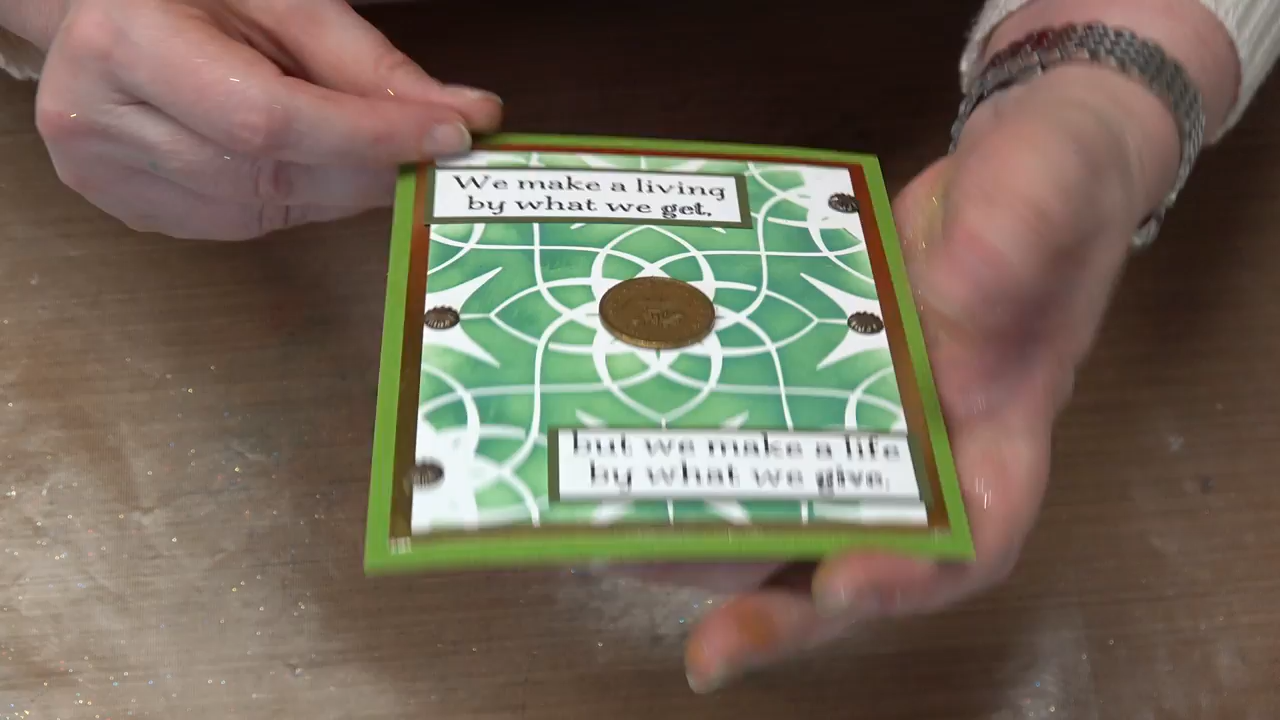 We make a living
by what we get,
but we make a life
by what we give.